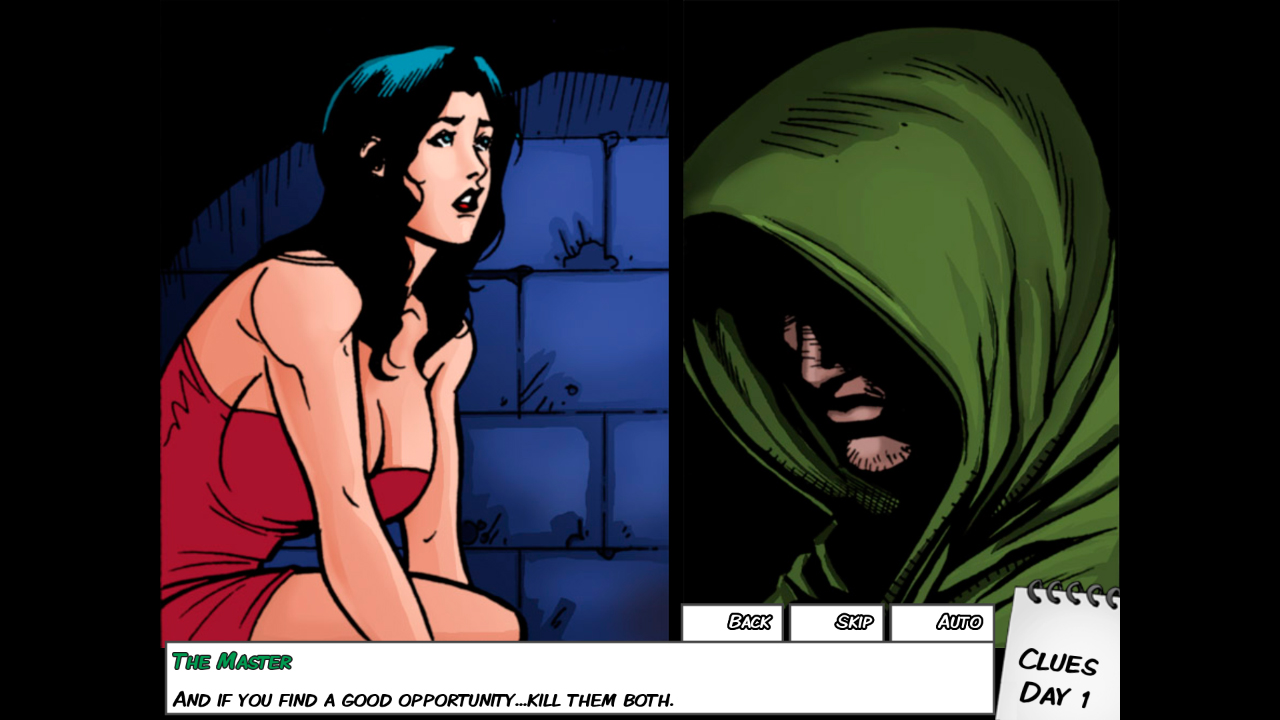 Back
Skip
Auto
The Master
And if you find a good opportunity...kill them both.
Clues
Day 1